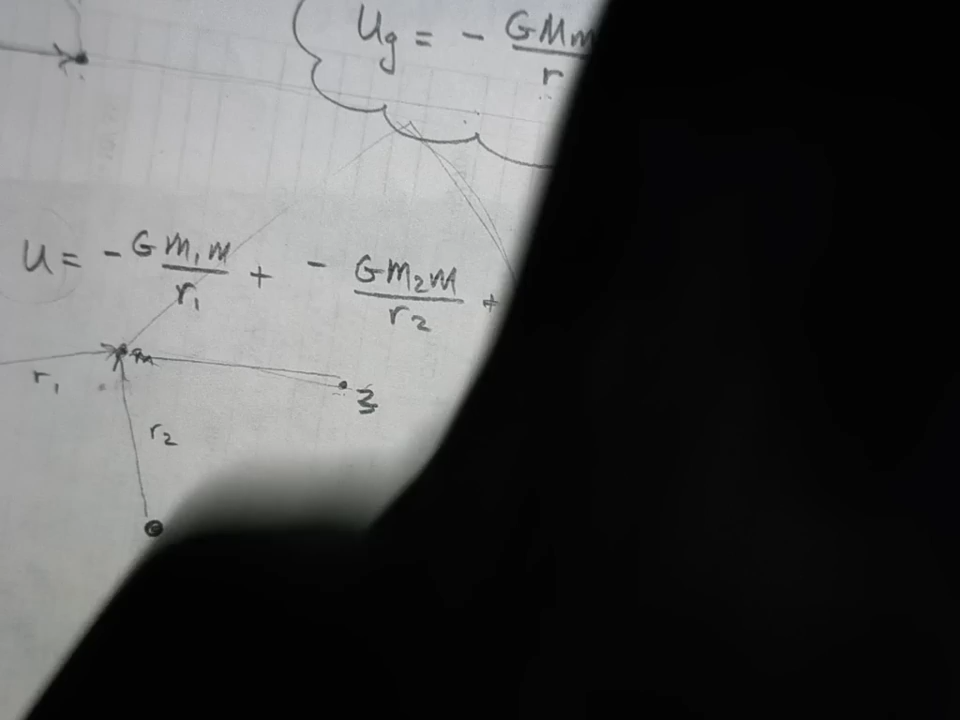 Ug = - GMm/r
U = - Gm₁m/r₁ + - Gm₂m/r₂ +
m
r₁
3
r₂